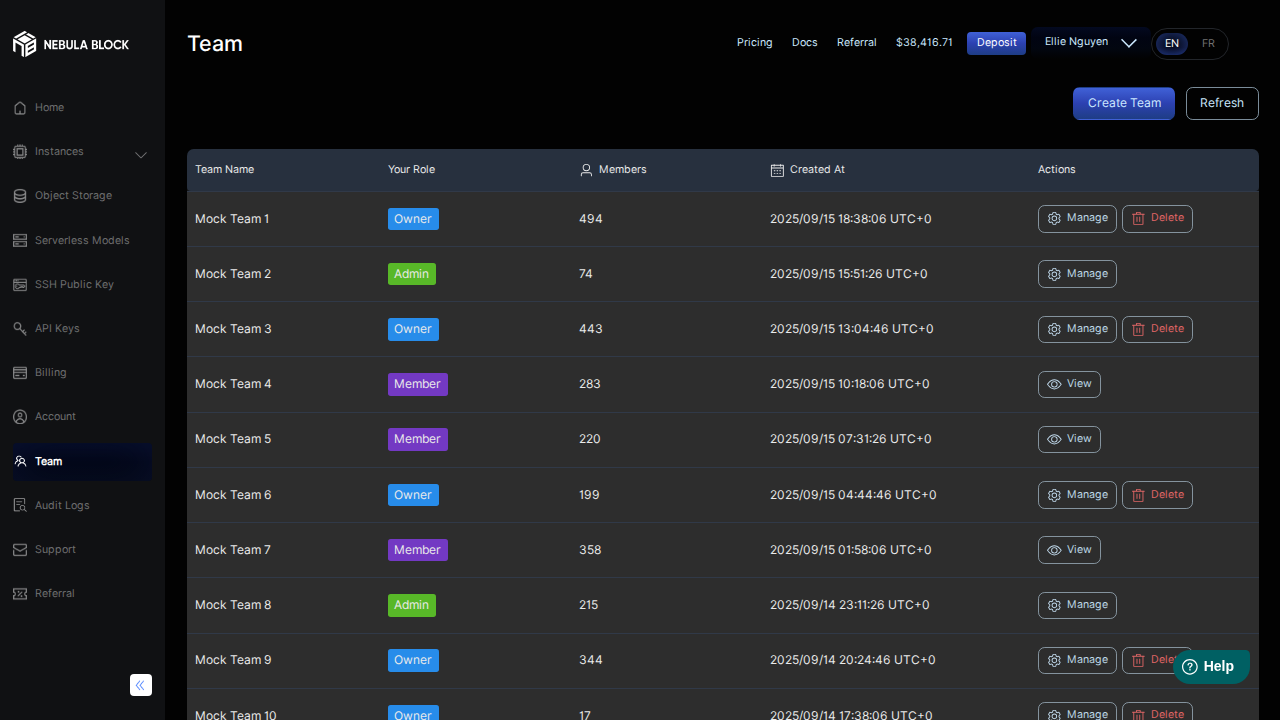 NEBULA BLOCK
Team
Pricing
Docs
Referral
$38,416.71
Deposit
Ellie Nguyen
EN
FR
Home
Instances
Object Storage
Serverless Models
SSH Public Key
API Keys
Billing
Account
Team
Audit Logs
Support
Referral
Create Team
Refresh
Team Name Your Role Members Created At Actions
Mock Team 1 Owner 494 2025/09/15 18:38:06 UTC+0 Manage Delete
Mock Team 2 Admin 74 2025/09/15 15:51:26 UTC+0 Manage
Mock Team 3 Owner 443 2025/09/15 13:04:46 UTC+0 Manage Delete
Mock Team 4 Member 283 2025/09/15 10:18:06 UTC+0 View
Mock Team 5 Member 220 2025/09/15 07:31:26 UTC+0 View
Mock Team 6 Owner 199 2025/09/15 04:44:46 UTC+0 Manage Delete
Mock Team 7 Member 358 2025/09/15 01:58:06 UTC+0 View
Mock Team 8 Admin 215 2025/09/14 23:11:26 UTC+0 Manage
Mock Team 9 Owner 344 2025/09/14 20:24:46 UTC+0 Manage Delete
Mock Team 10 Owner 17 2025/09/14 17:38:06 UTC+0 Manage Delete
Help